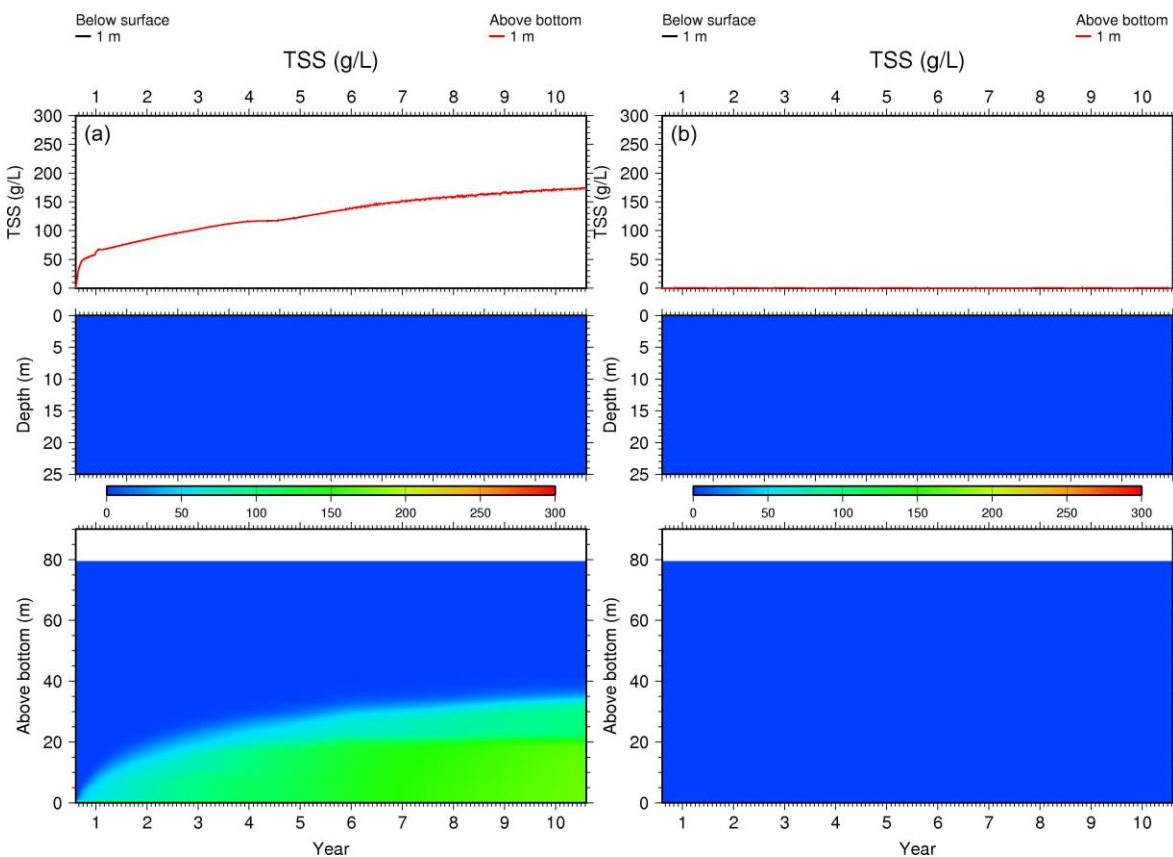 Below surface
1 m
Above bottom
1 m
TSS (g/L)
1 2 3 4 5 6 7 8 9 10
(a)
TSS (g/L)
300
250
200
150
100
50
0
Depth (m)
0
5
10
15
20
25
0 50 100 150 200 250 300
Above bottom (m)
80
60
40
20
0
1 2 3 4 5 6 7 8 9 10
Year
Below surface
1 m
Above bottom
1 m
TSS (g/L)
1 2 3 4 5 6 7 8 9 10
(b)
TSS (g/L)
300
250
200
150
100
50
0
Depth (m)
0
5
10
15
20
25
0 50 100 150 200 250 300
Above bottom (m)
80
60
40
20
0
1 2 3 4 5 6 7 8 9 10
Year